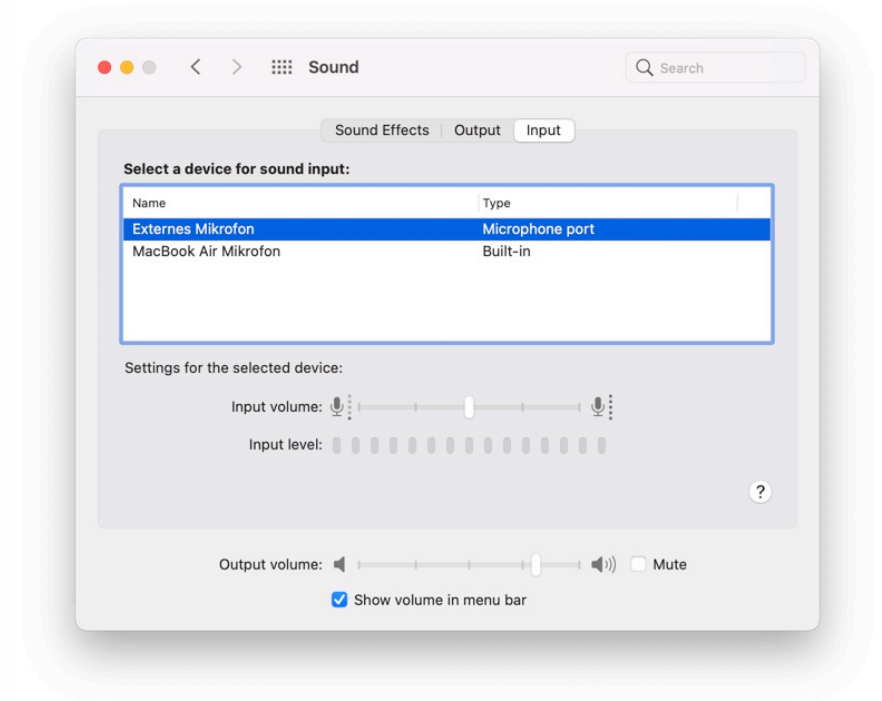 Sound
Search
Sound Effects Output Input
Select a device for sound input:
Name Type
Externes Mikrofon Microphone port
MacBook Air Mikrofon Built-in
Settings for the selected device:
Input volume:
Input level:
?
Output volume: Mute
Show volume in menu bar